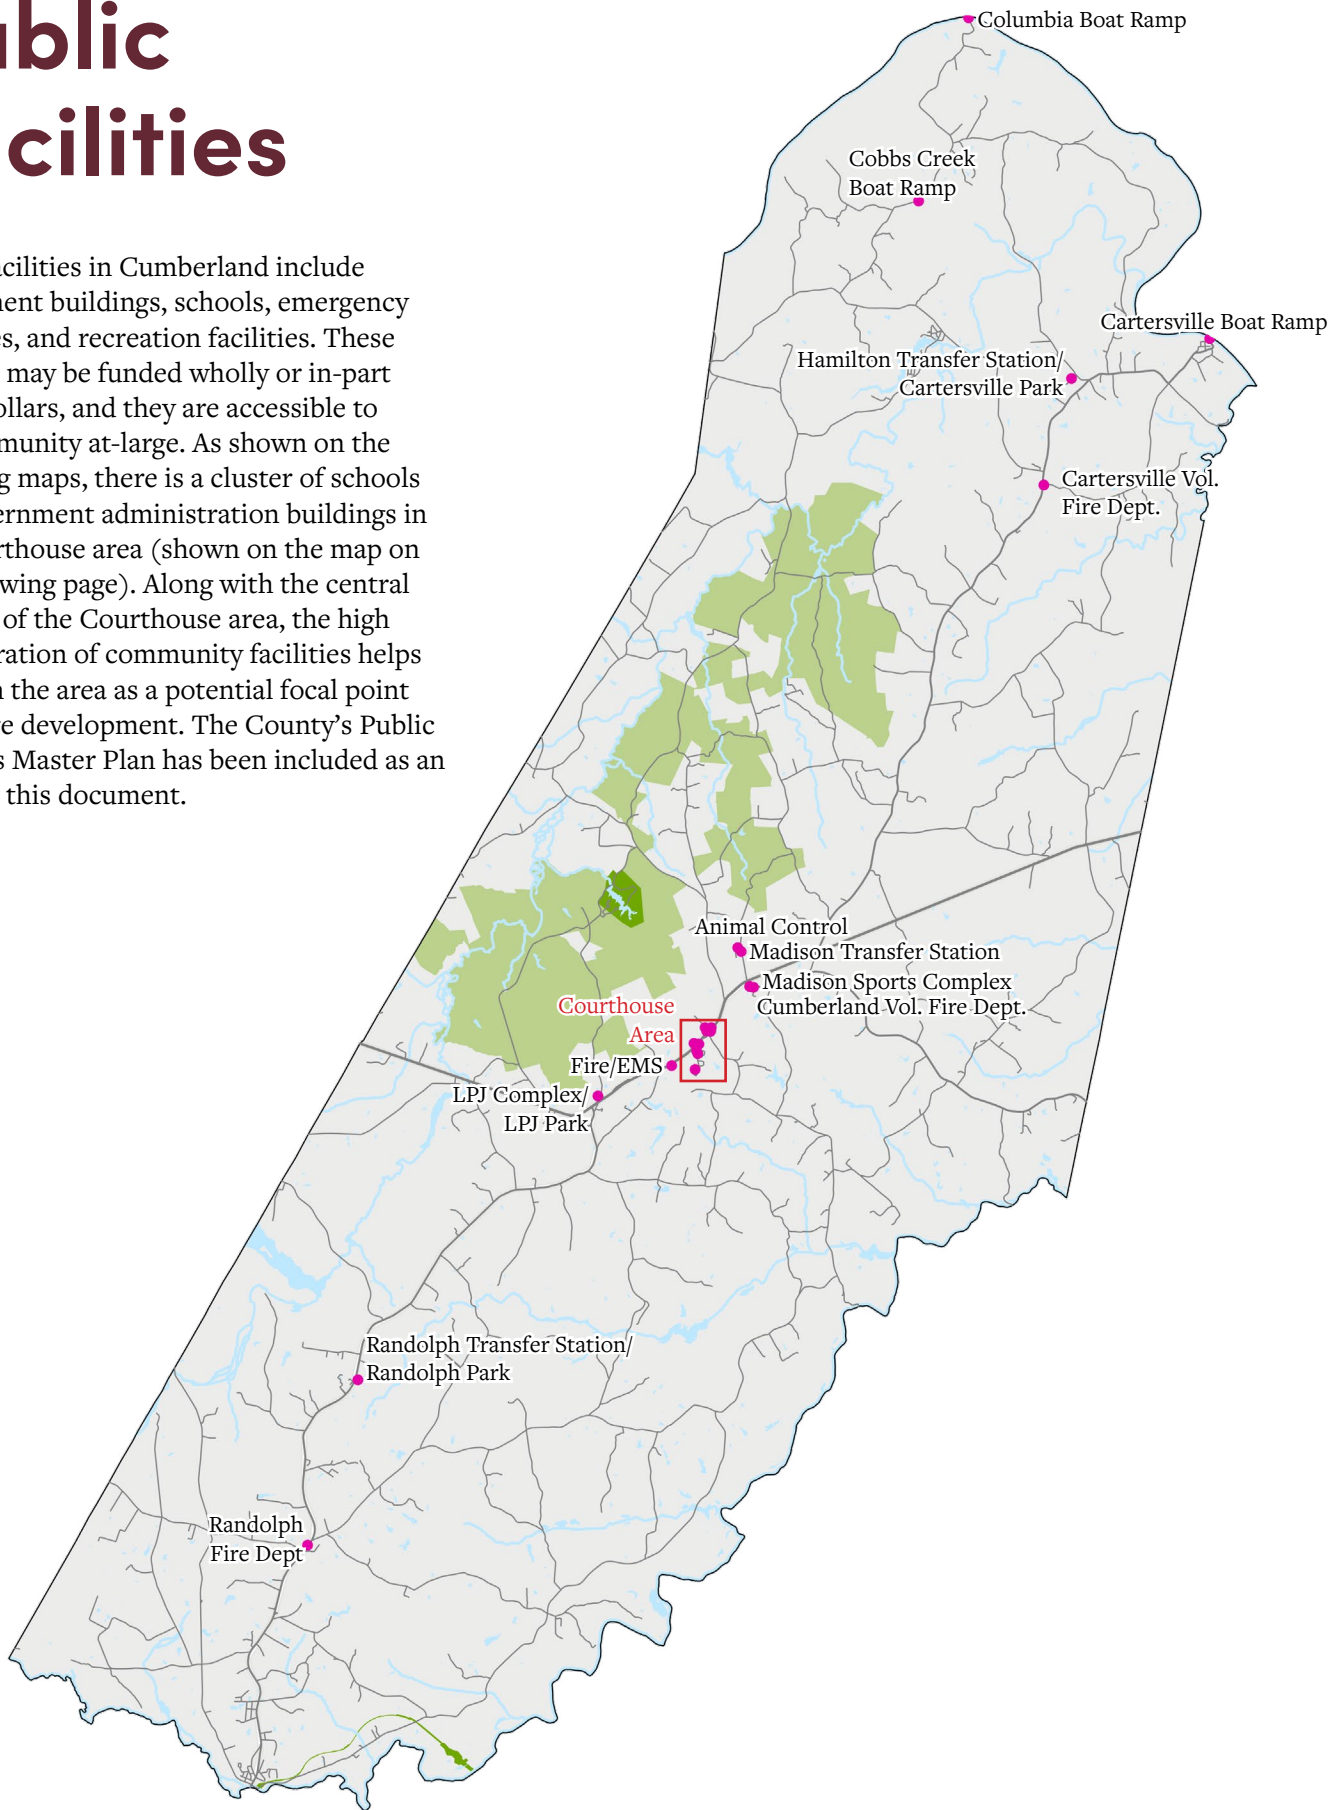 ublic
cilities
acilities in Cumberland include
ent buildings, schools, emergency
s, and recreation facilities. These
may be funded wholly or in-part
ollars, and they are accessible to
munity at-large. As shown on the
g maps, there is a cluster of schools
ernment administration buildings in
rthouse area (shown on the map on
wing page). Along with the central
of the Courthouse area, the high
ration of community facilities helps
n the area as a potential focal point
e development. The County’s Public
s Master Plan has been included as an
this document.
Columbia Boat Ramp
Cobbs Creek
Boat Ramp
Cartersville Boat Ramp
Hamilton Transfer Station/
Cartersville Park
Cartersville Vol.
Fire Dept.
Animal Control
Madison Transfer Station
Madison Sports Complex
Cumberland Vol. Fire Dept.
Courthouse
Area
Fire/EMS
LPJ Complex/
LPJ Park
Randolph Transfer Station/
Randolph Park
Randolph
Fire Dept